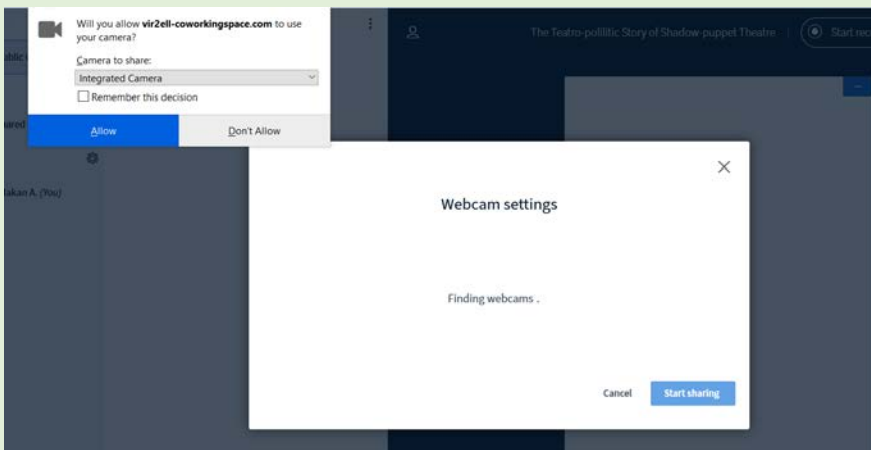 Will you allow vir2ell-coworkingspace.com to use
your camera?
Camera to share:
Integrated Camera
Remember this decision
Allow
Don't Allow
The Teatro-polilitic Story of Shadow-puppet Theatre
Start rec
(You)
Webcam settings
Finding webcams .
Cancel
Start sharing